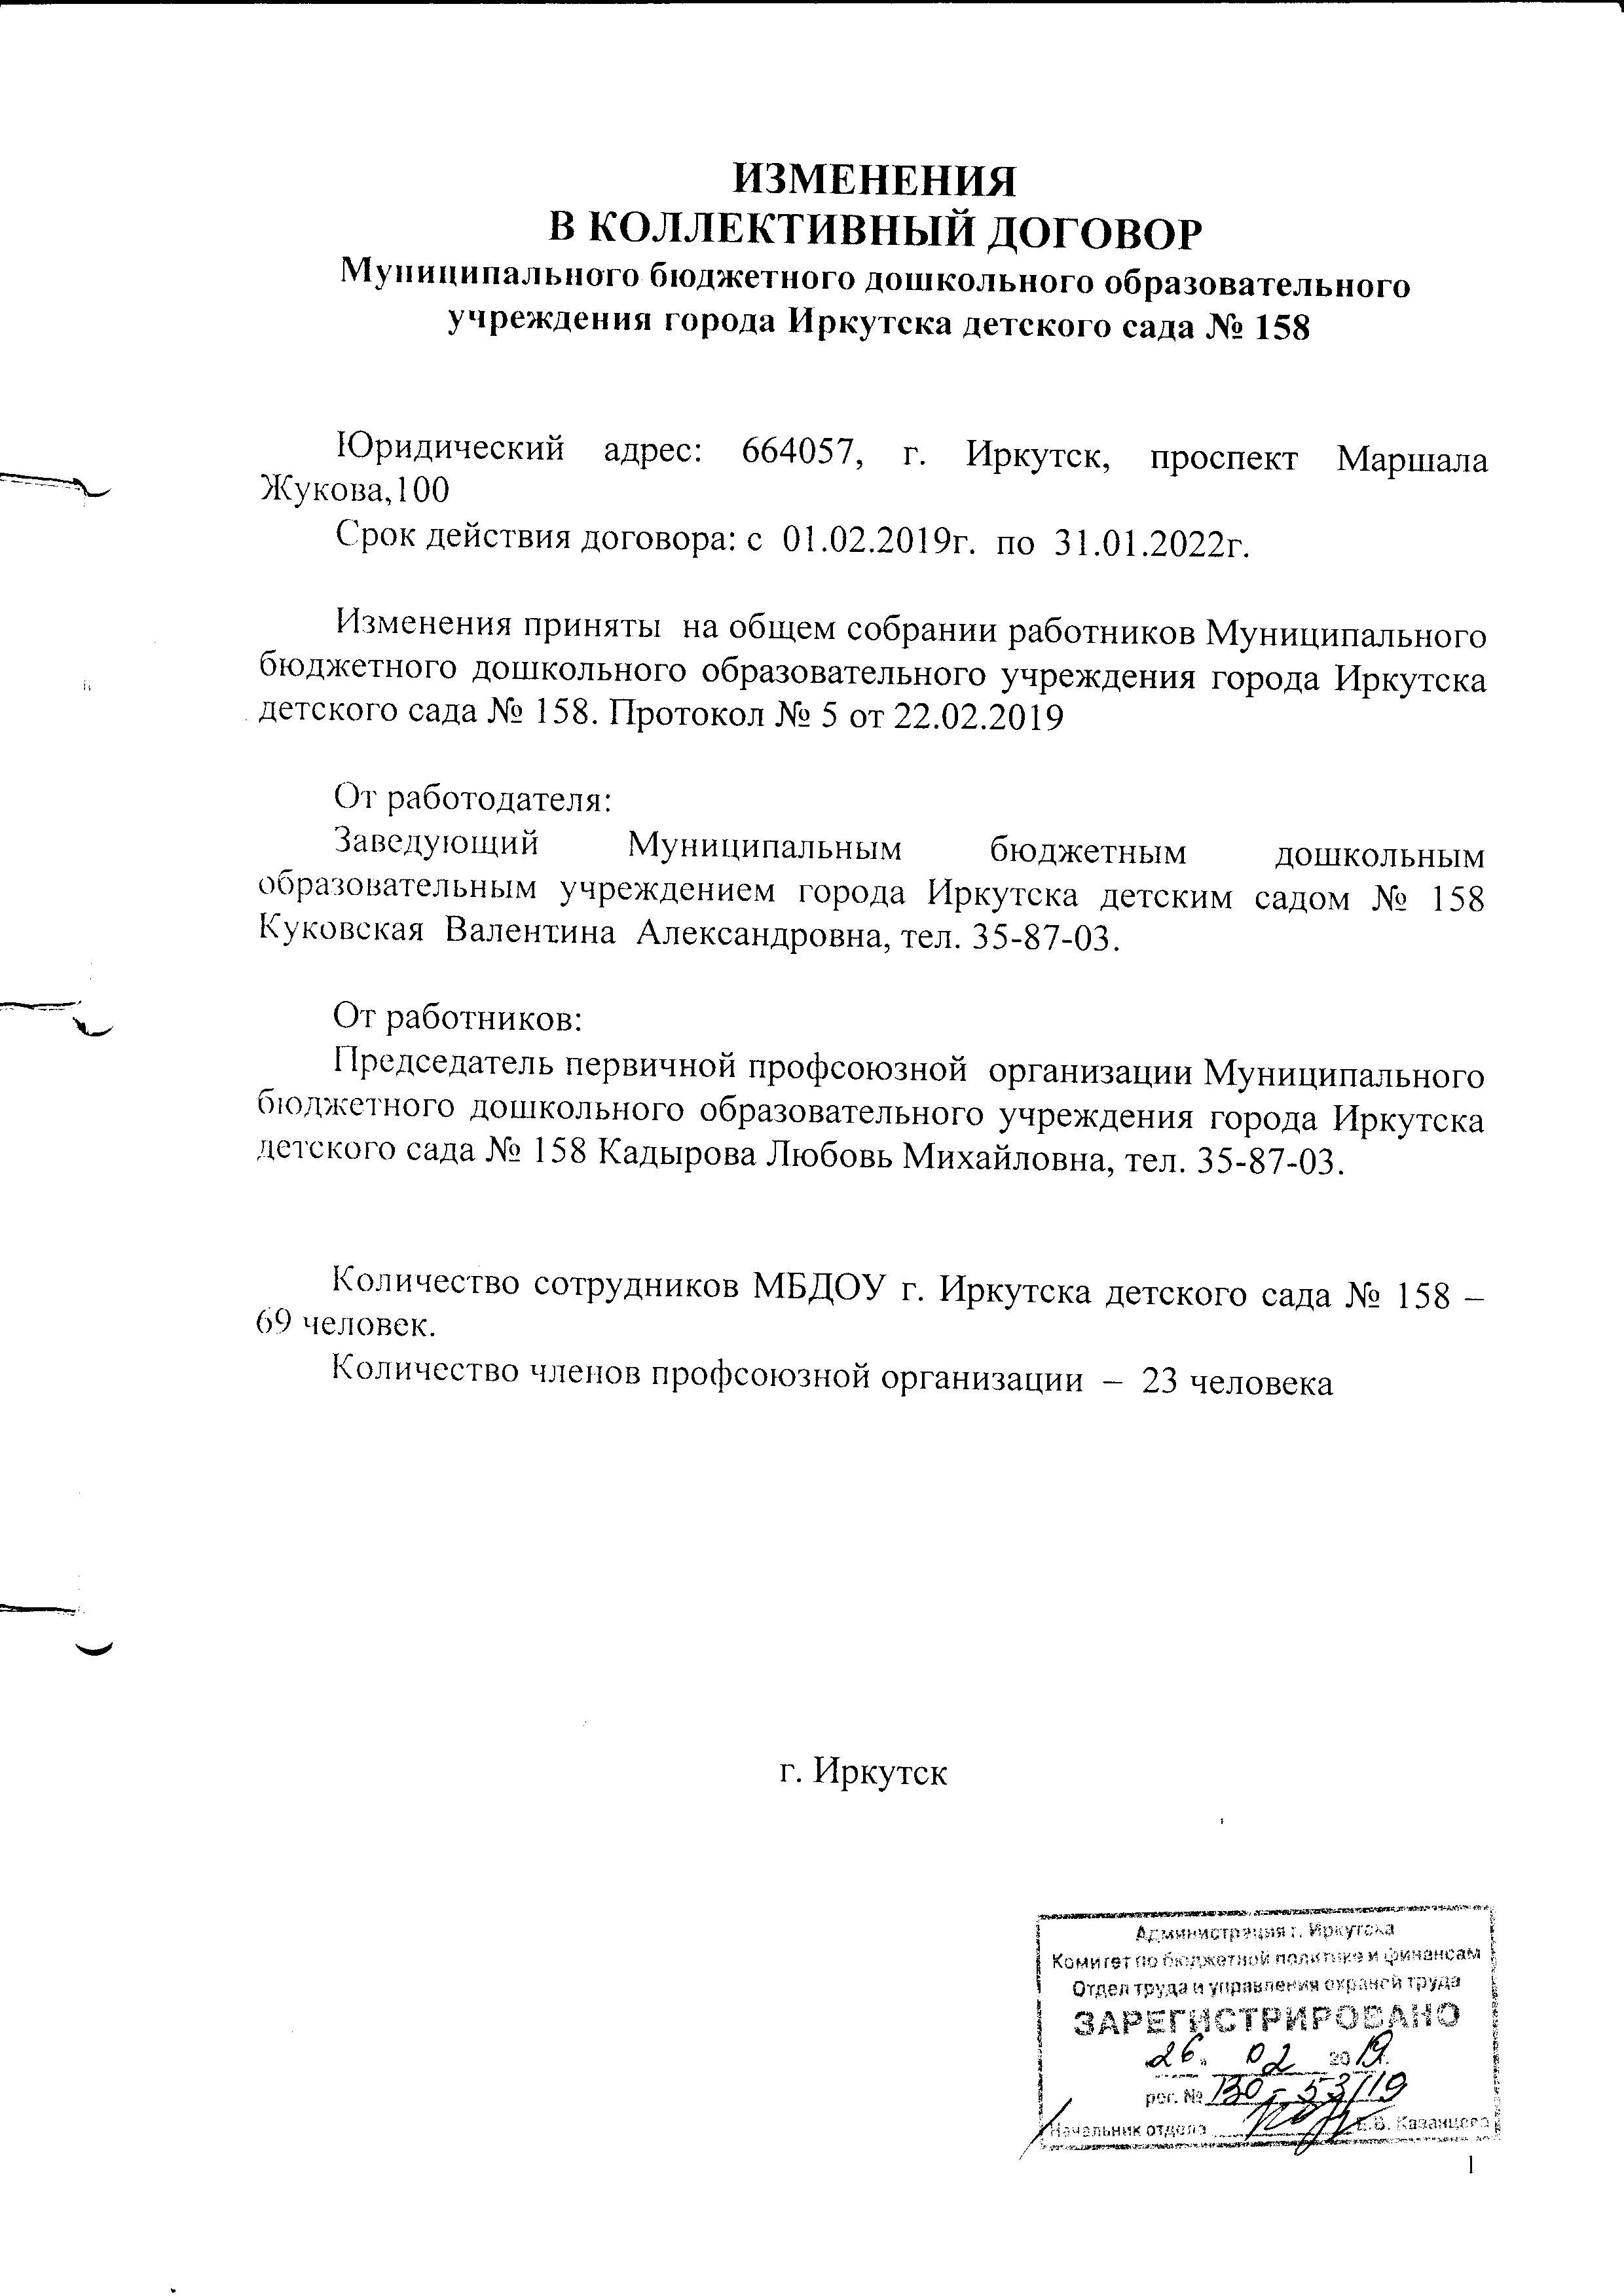 ИЗМЕНЕНИЯ
В КОЛЛЕКТИВНЫЙ ДОГОВОР
Муниципального бюджетного дошкольного образовательного
учреждения города Иркутска детского сада № 158
Юридический адрес: 664057, г. Иркутск, проспект Маршала
Жукова,100
Срок действия договора: с 01.02.2019г. по 31.01.2022г.
Изменения приняты на общем собрании работников Муниципального
бюджетного дошкольного образовательного учреждения города Иркутска
детского сада № 158. Протокол № 5 от 22.02.2019
От работодателя:
Заведующий Муниципальным бюджетным дошкольным
образовательным учреждением города Иркутска детским садом № 158
Куковская Валентина Александровна, тел. 35-87-03.
От работников:
Председатель первичной профсоюзной организации Муниципального
бюджетного дошкольного образовательного учреждения города Иркутска
детского сада № 158 Кадырова Любовь Михайловна, тел. 35-87-03.
Количество сотрудников МБДОУ г. Иркутска детского сада № 158 –
69 человек.
Количество членов профсоюзной организации – 23 человека
г. Иркутск
Администрация г. Иркутска
Комитет по бюджетной политике и финансам
Отдел труда и управления охраной труда
ЗАРЕГИСТРИРОВАНО
26. 02 2019.
рег. № 130-53/19
Начальник отдела Е.В. Казанцева
1